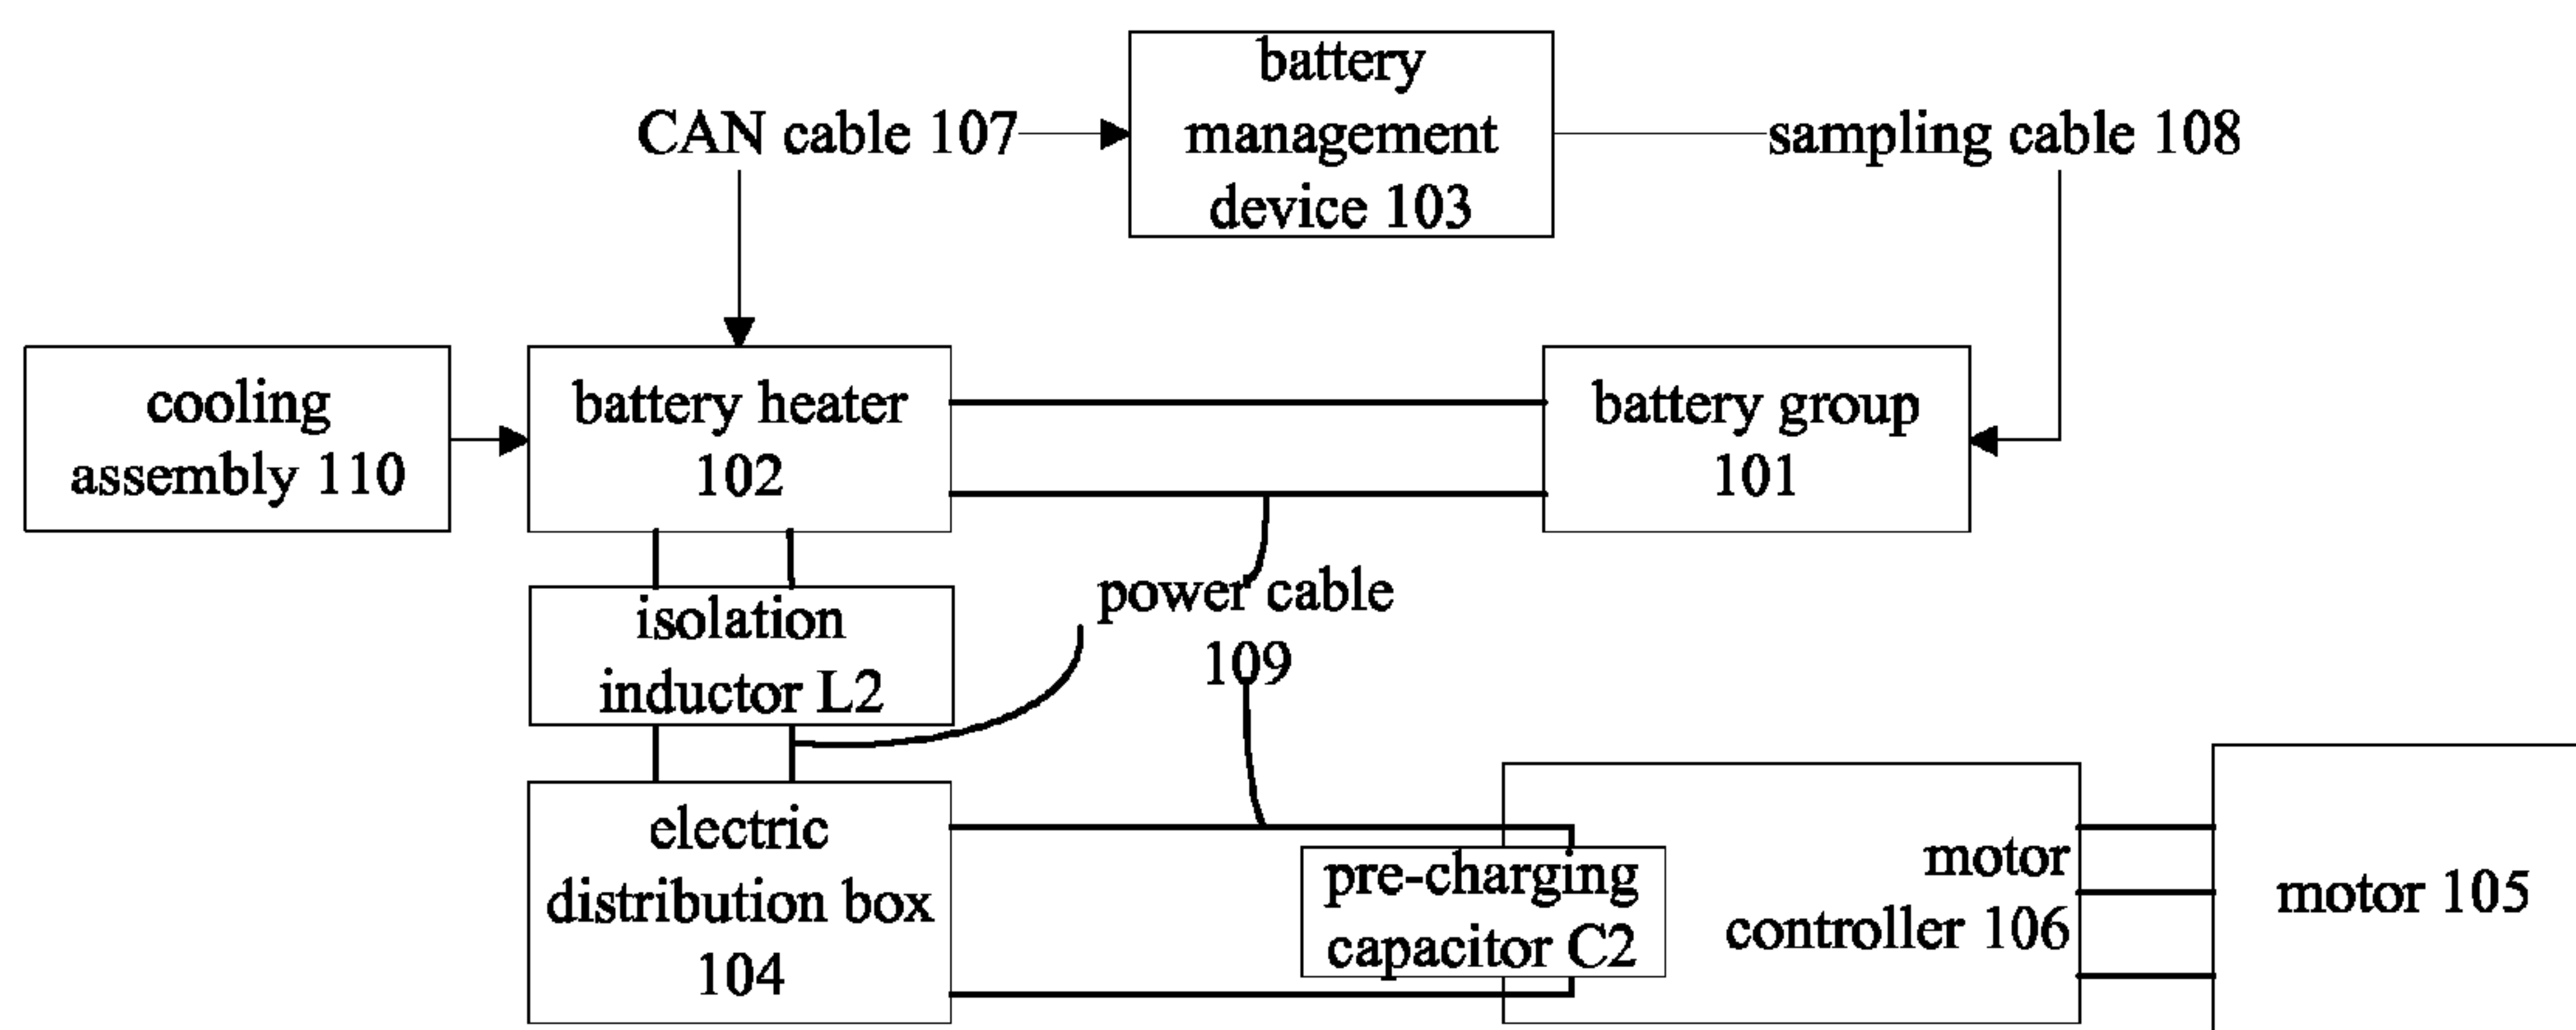 battery
management
device 103
CAN cable 107
sampling cable 108
cooling
assembly 110
battery heater
102
battery group
101
isolation
inductor L2
power cable
109
electric
distribution box
104
pre-charging
capacitor C2
motor
controller 106
motor 105